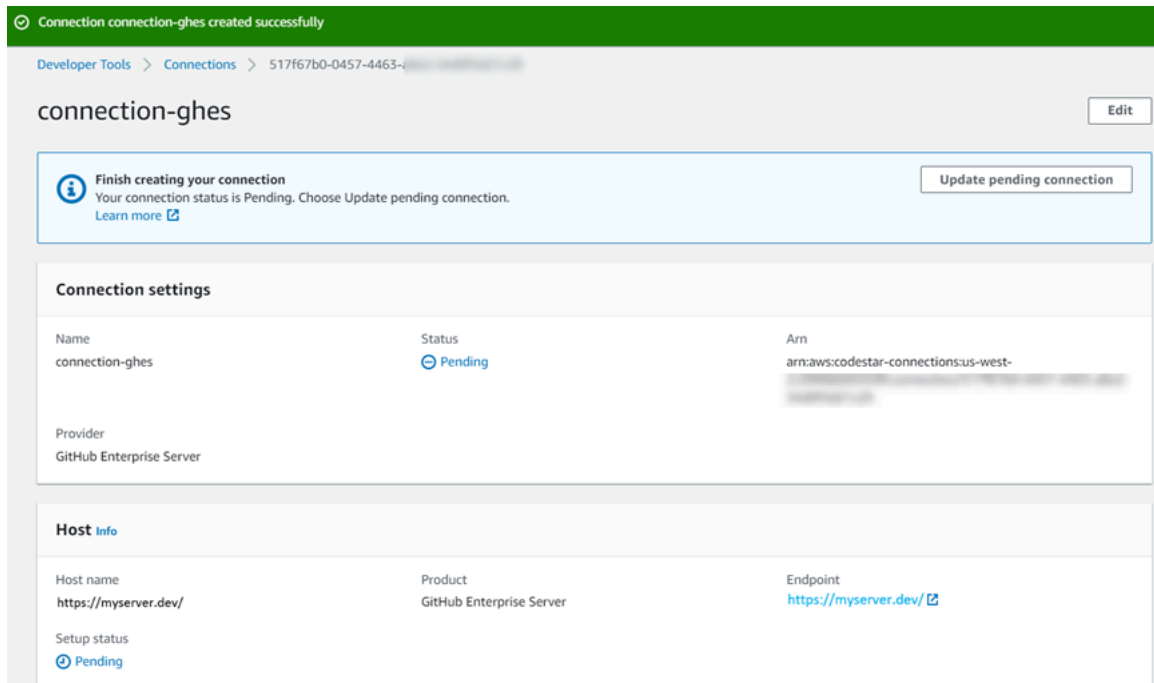 Connection connection-ghes created successfully
Developer Tools > Connections > 517f67b0-0457-4463-
connection-ghes
Edit
Finish creating your connection
Update pending connection
Your connection status is Pending. Choose Update pending connection.
Learn more
Connection settings
Name
Status
Arn
connection-ghes
Pending
arn:aws:codestar-connections:us-west-
Provider
GitHub Enterprise Server
Host Info
Host name
Product
Endpoint
https://myserver.dev/
GitHub Enterprise Server
https://myserver.dev/
Setup status
Pending